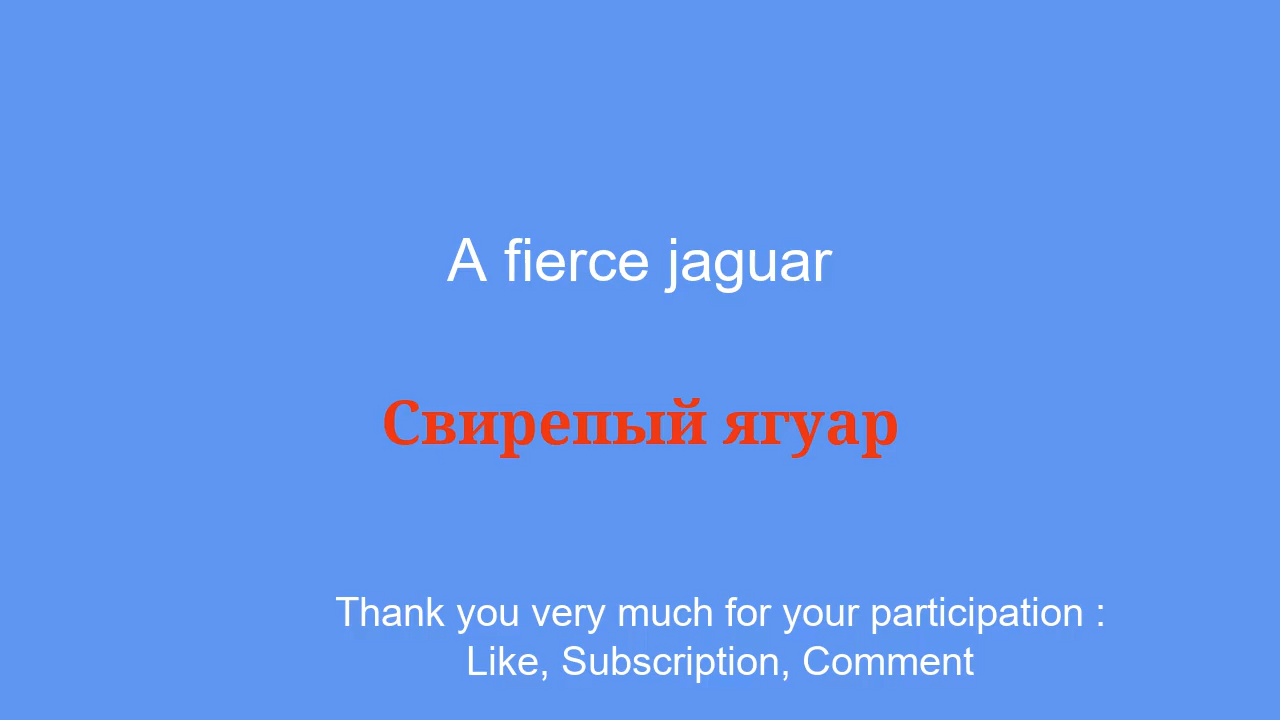 A fierce jaguar
Свирепый ягуар
Thank you very much for your participation :
Like, Subscription, Comment